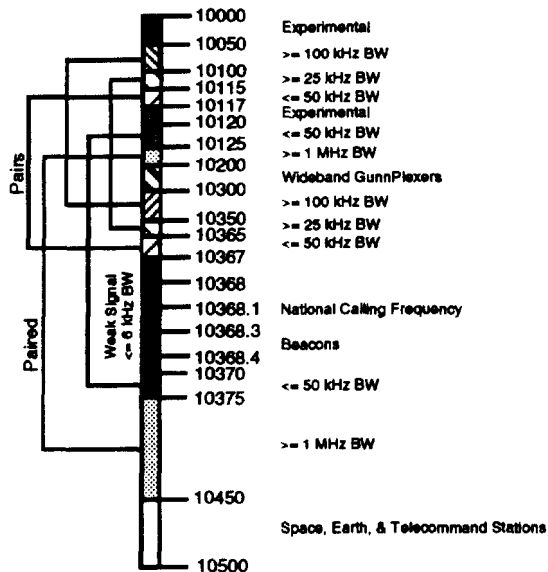 10000
Experimental
10050
>= 100 kHz BW
10100
>= 25 kHz BW
10115
<= 50 kHz BW
10117
Experimental
10120
<= 50 kHz BW
10125
>= 1 MHz BW
10200
Wideband GunnPlexers
10300
>= 100 kHz BW
10350
>= 25 kHz BW
10365
<= 50 kHz BW
10367
10368
10368.1
National Calling Frequency
10368.3
Beacons
10368.4
10370
<= 50 kHz BW
10375
>= 1 MHz BW
10450
Space, Earth, & Telecommand Stations
10500
Pairs
Paired
Weak Signal
<= 6 kHz BW